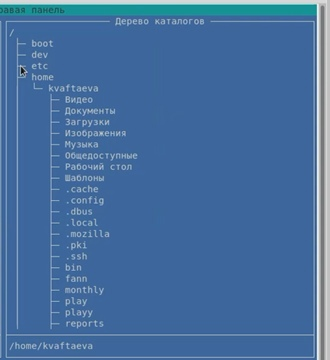 равая панель
Дерево каталогов
/
boot
dev
etc
home
kvaftaeva
Видео
Документы
Загрузки
Изображения
Музыка
Общедоступные
Рабочий стол
Шаблоны
.cache
.config
.dbus
.local
.mozilla
.pki
.ssh
bin
fann
monthly
play
playy
reports
/home/kvaftaeva